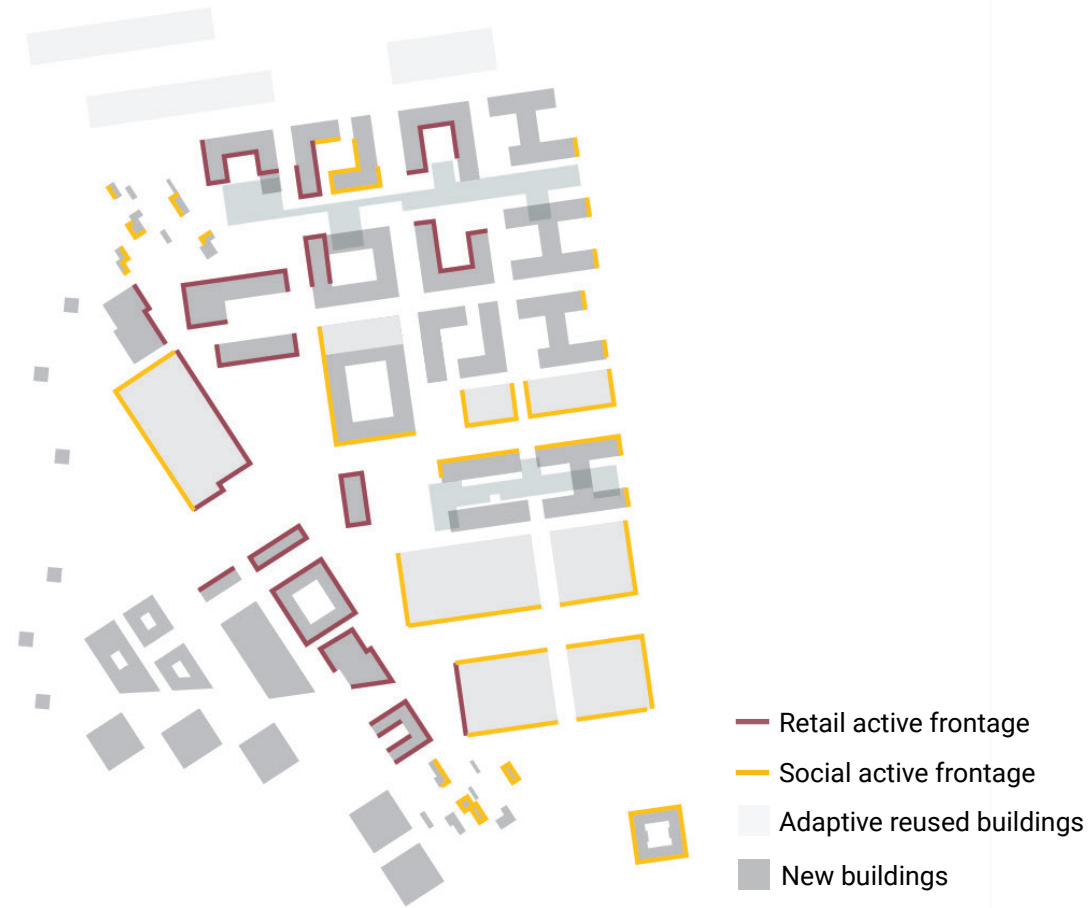 Retail active frontage
Social active frontage
Adaptive reused buildings
New buildings